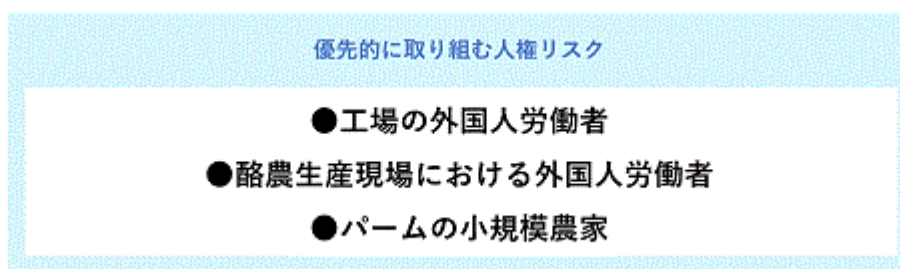 優先的に取り組む人権リスク
●工場の外国人労働者
●酪農生産現場における外国人労働者
●パームの小規模農家